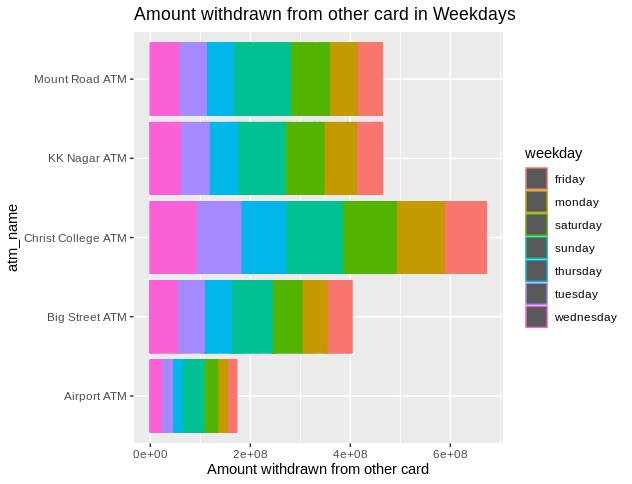 Amount withdrawn from other card in Weekdays
atm_name
Mount Road ATM
KK Nagar ATM
Christ College ATM
Big Street ATM
Airport ATM
0e+00 2e+08 4e+08 6e+08
Amount withdrawn from other card
weekday
friday
monday
saturday
sunday
thursday
tuesday
wednesday